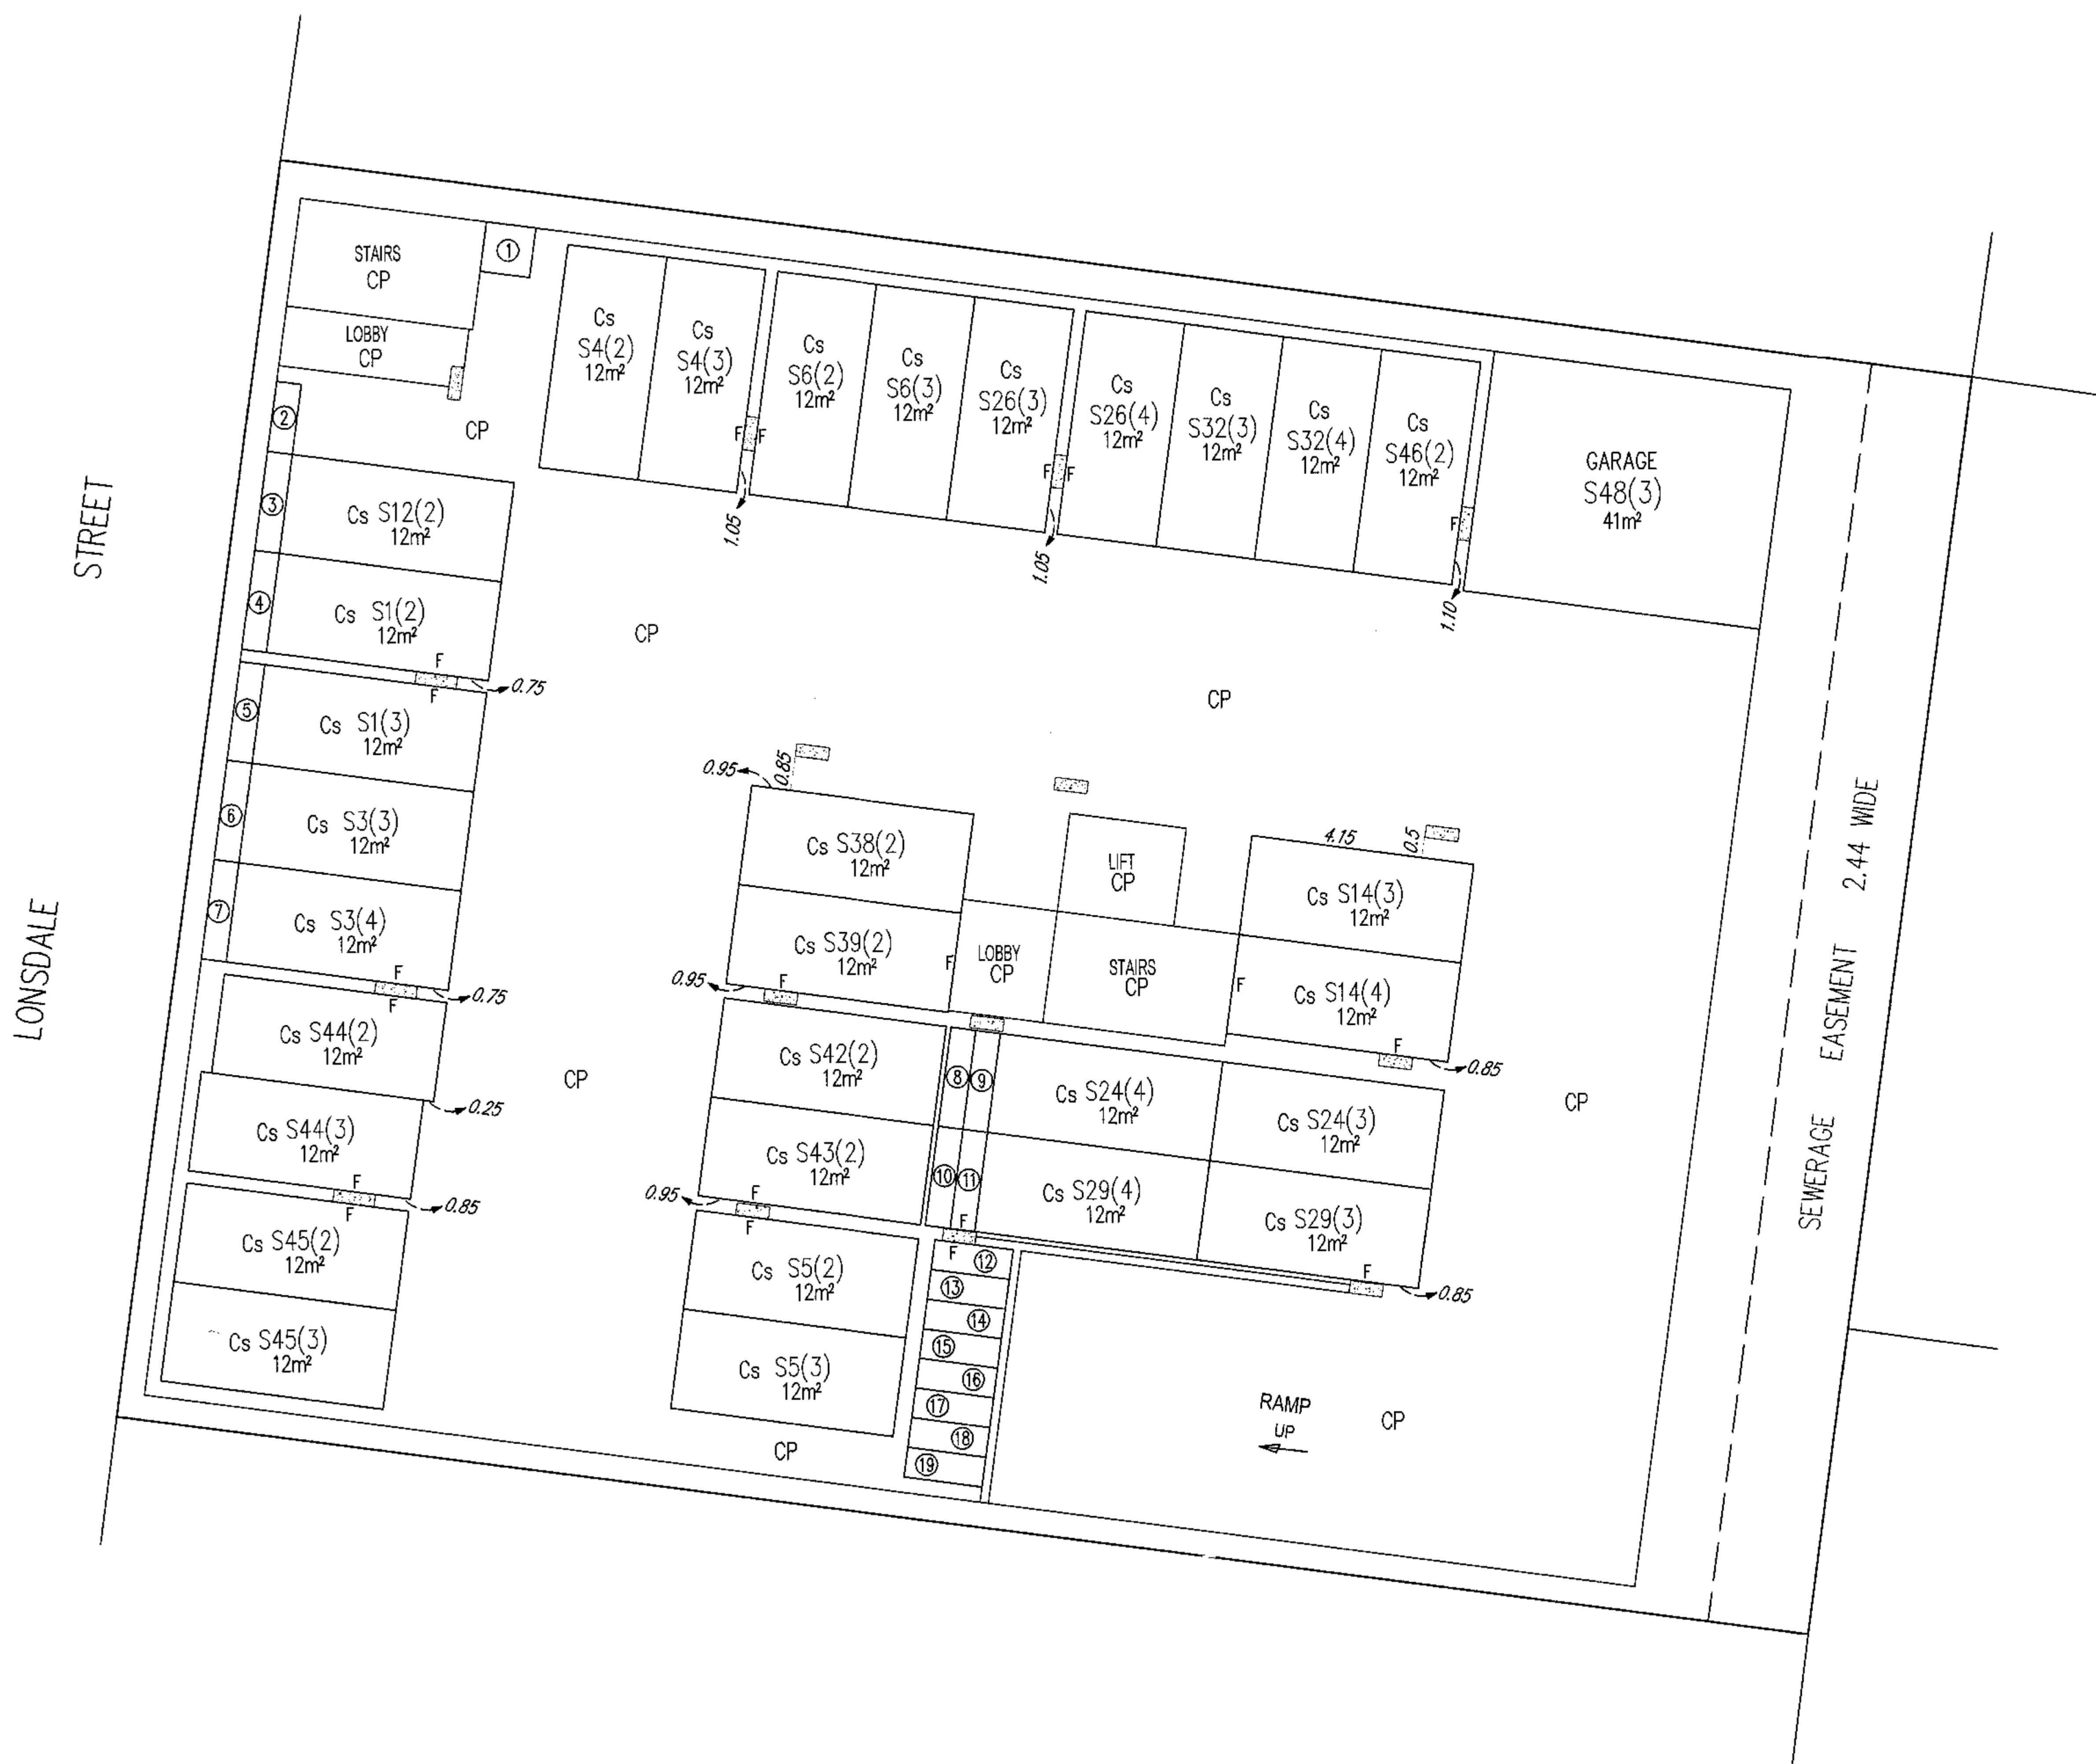 STAIRS
CP
①
LOBBY
CP
②
CP
Cs
S4(2)
12m²
Cs
S4(3)
12m²
F F
1.05
Cs
S6(2)
12m²
Cs
S6(3)
12m²
Cs
S26(3)
12m²
F F
1.05
Cs
S26(4)
12m²
Cs
S32(3)
12m²
Cs
S32(4)
12m²
Cs
S46(2)
12m²
F
1.10
GARAGE
S48(3)
41m²
LONSDALE STREET
③
Cs S12(2)
12m²
④
Cs S1(2)
12m²
F
F
0.75
CP
CP
⑤
Cs S1(3)
12m²
⑥
Cs S3(3)
12m²
⑦
Cs S3(4)
12m²
F
F
0.75
Cs S44(2)
12m²
0.25
Cs S44(3)
12m²
F
F
0.85
Cs S45(2)
12m²
Cs S45(3)
12m²
CP
0.95
0.85
Cs S38(2)
12m²
Cs S39(2)
12m²
F
F
0.95
LIFT
CP
LOBBY
CP
STAIRS
CP
4.15
0.5
Cs S14(3)
12m²
F
Cs S14(4)
12m²
F
0.85
Cs S42(2)
12m²
Cs S43(2)
12m²
0.95
F
F
⑧
⑨
⑩
⑪
Cs S24(4)
12m²
Cs S24(3)
12m²
Cs S29(4)
12m²
Cs S29(3)
12m²
F
0.85
CP
Cs S5(2)
12m²
Cs S5(3)
12m²
F
F
⑫
⑬
⑭
⑮
⑯
⑰
⑱
⑲
CP
RAMP
UP
CP
SEWERAGE EASEMENT 2.44 WIDE